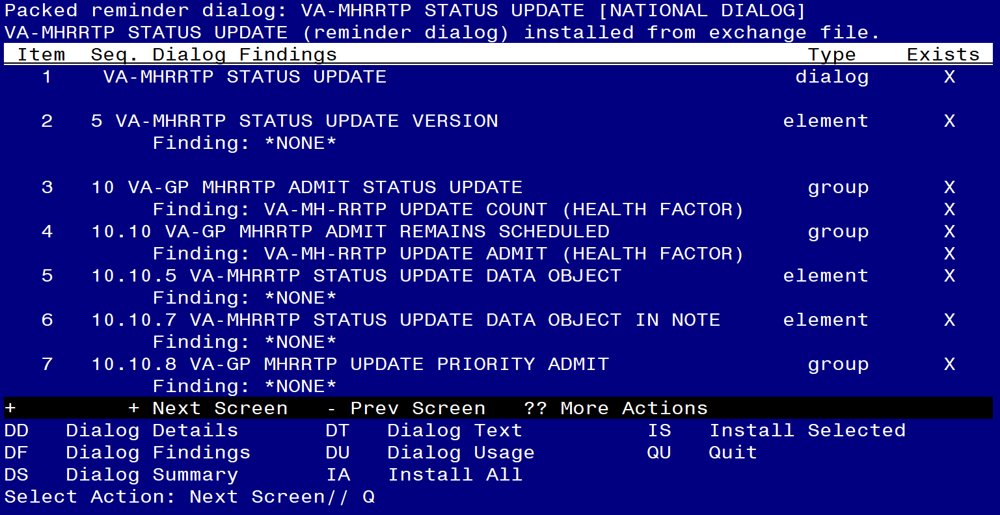 Packed reminder dialog: VA-MHRRTP STATUS UPDATE [NATIONAL DIALOG]
VA-MHRRTP STATUS UPDATE (reminder dialog) installed from exchange file.
Item Seq. Dialog Findings Type Exists
1 VA-MHRRTP STATUS UPDATE dialog X
2 5 VA-MHRRTP STATUS UPDATE VERSION element X
Finding: *NONE*
3 10 VA-GP MHRRTP ADMIT STATUS UPDATE group X
Finding: VA-MH-RRTP UPDATE COUNT (HEALTH FACTOR) X
4 10.10 VA-GP MHRRTP ADMIT REMAINS SCHEDULED group X
Finding: VA-MH-RRTP UPDATE ADMIT (HEALTH FACTOR) X
5 10.10.5 VA-MHRRTP STATUS UPDATE DATA OBJECT element X
Finding: *NONE*
6 10.10.7 VA-MHRRTP STATUS UPDATE DATA OBJECT IN NOTE element X
Finding: *NONE*
7 10.10.8 VA-GP MHRRTP UPDATE PRIORITY ADMIT group X
Finding: *NONE*
+ + Next Screen - Prev Screen ?? More Actions
DD Dialog Details DT Dialog Text IS Install Selected
DF Dialog Findings DU Dialog Usage QU Quit
DS Dialog Summary IA Install All
Select Action: Next Screen// Q